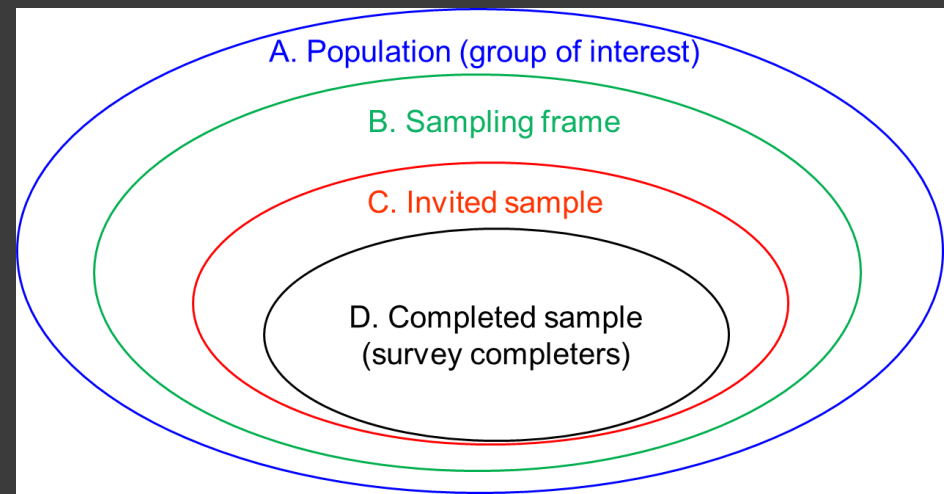 A. Population (group of interest)
B. Sampling frame
C. Invited sample
D. Completed sample
(survey completers)